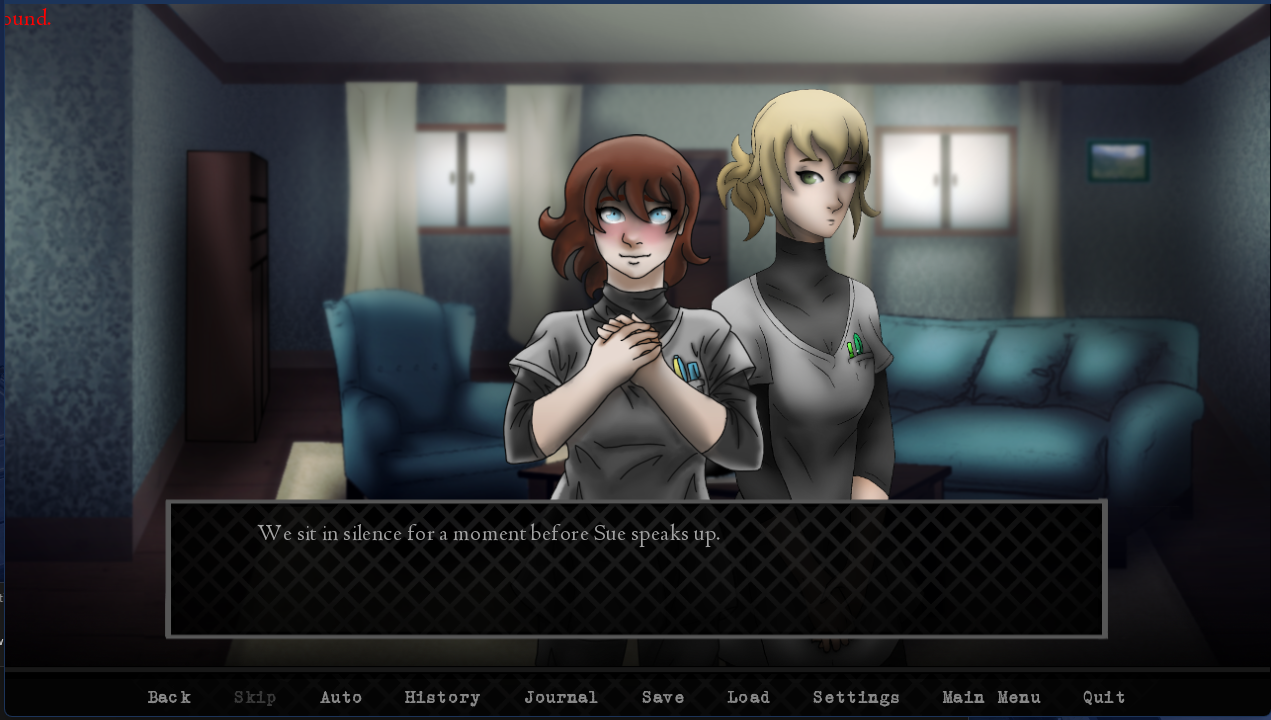 ound.
We sit in silence for a moment before Sue speaks up.
Back Skip Auto History Journal Save Load Settings Main Menu Quit